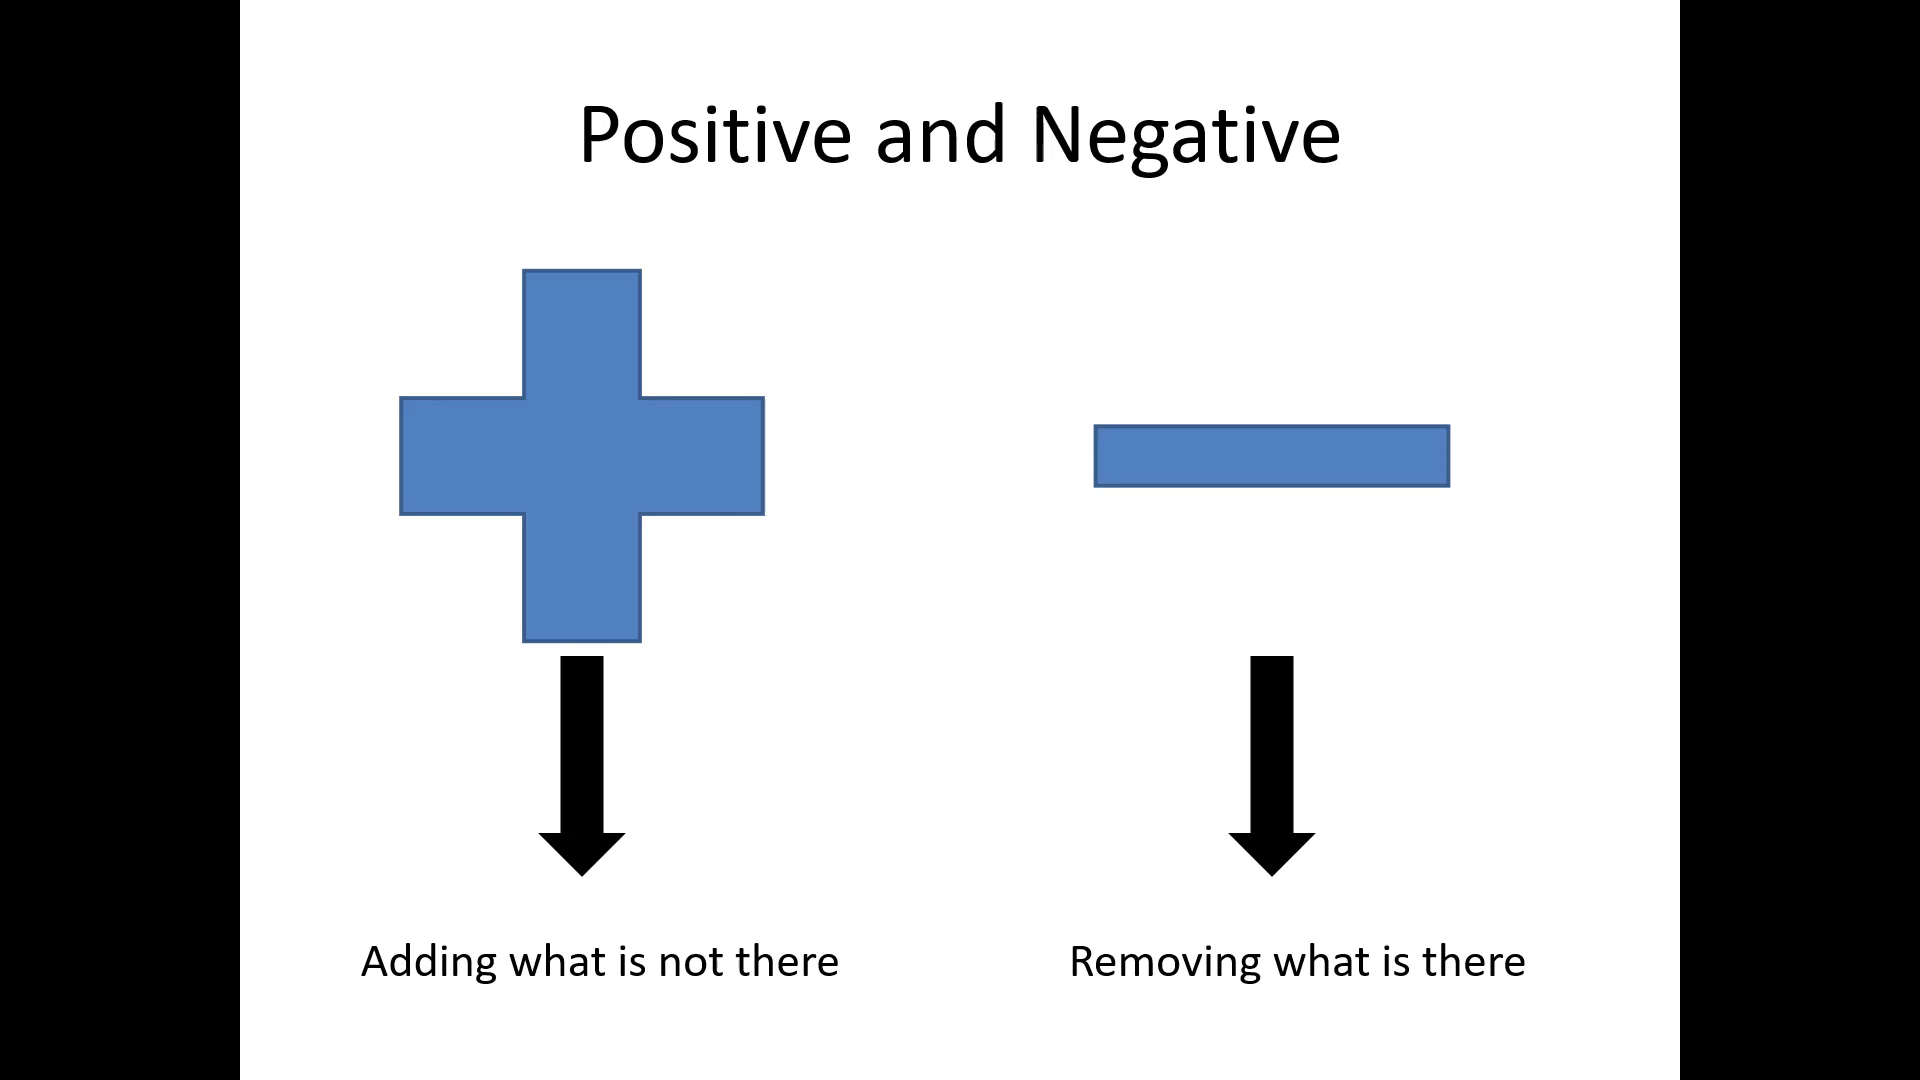 Positive and Negative
Adding what is not there
Removing what is there